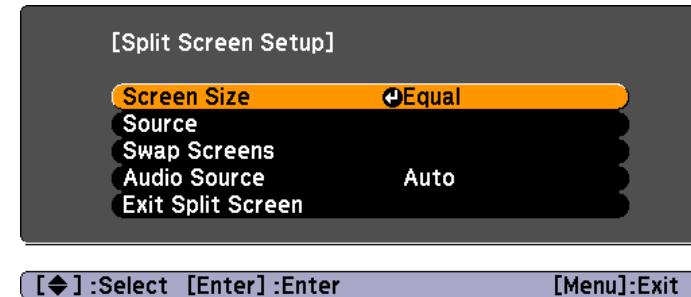 [Split Screen Setup]
Screen Size Equal
Source
Swap Screens
Audio Source Auto
Exit Split Screen
[◆] :Select [Enter] :Enter [Menu]:Exit